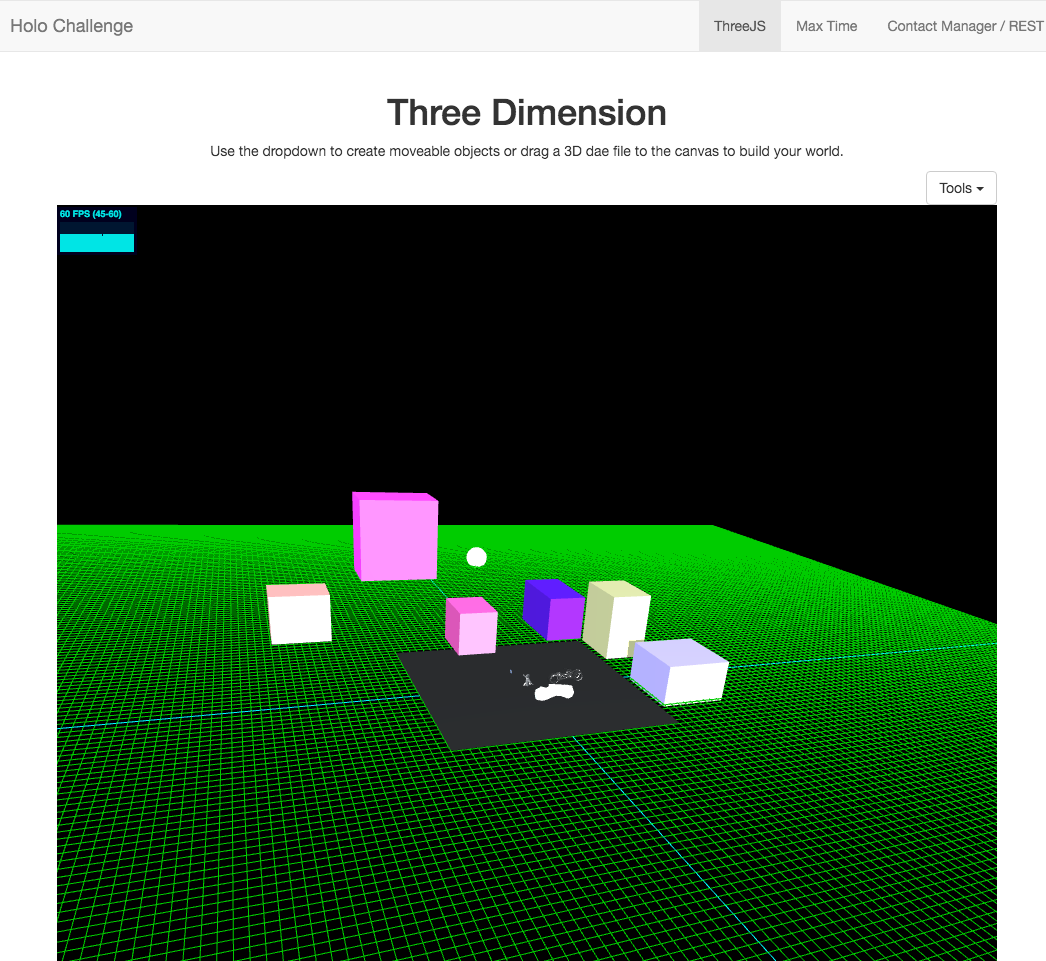 Holo Challenge
ThreeJS
Max Time
Contact Manager / REST
Three Dimension
Use the dropdown to create moveable objects or drag a 3D dae file to the canvas to build your world.
Tools
60 FPS (45-60)